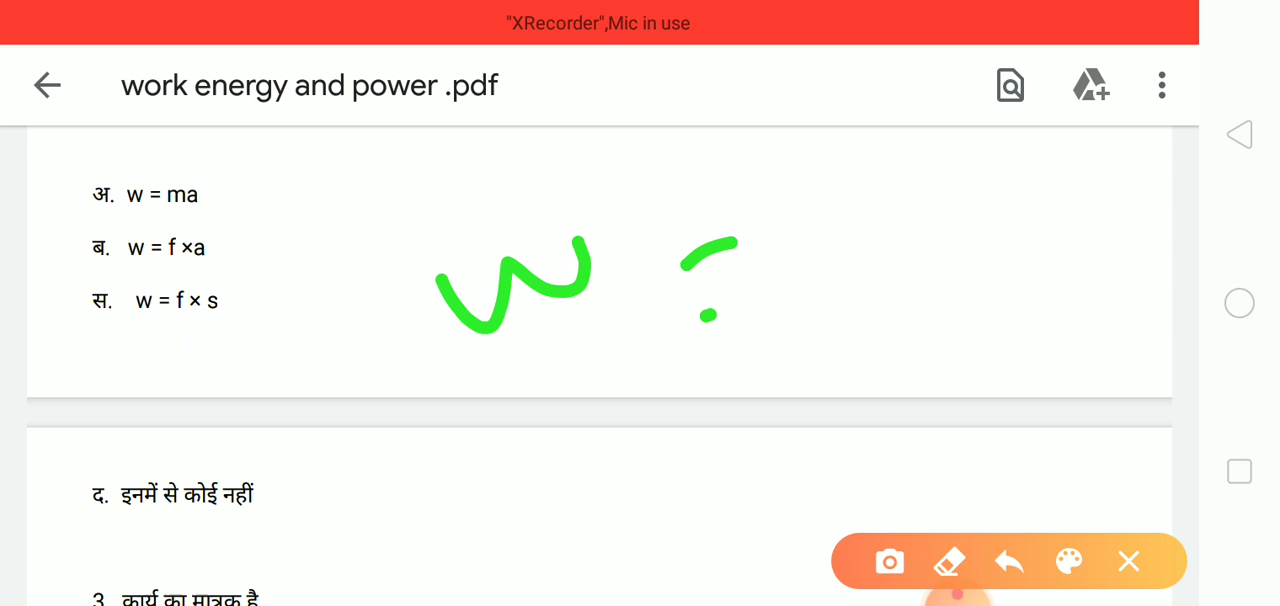 "XRecorder",Mic in use
work energy and power .pdf
अ. w = ma
ब. w = f ×a
स. w = f × s
w =
द. इनमें से कोई नहीं
3. कार्य का मात्रक है